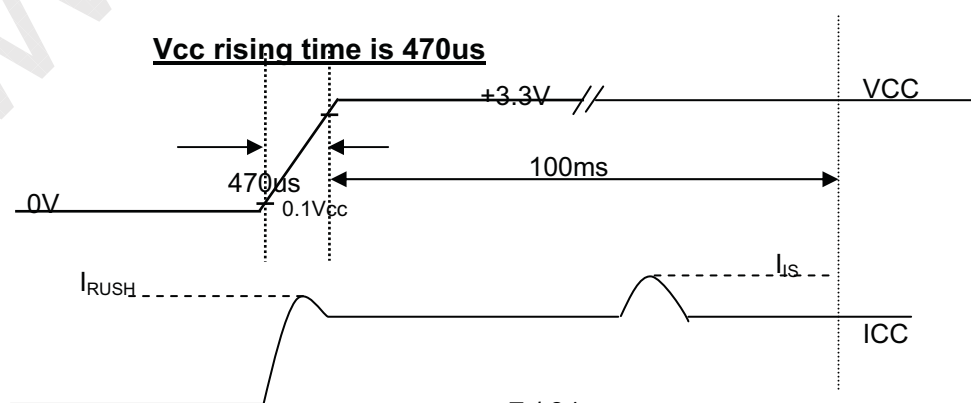 Vcc rising time is 470us
+3.3V
VCC
100ms
470us
0V
0.1Vcc
IRUSH
IIS
ICC